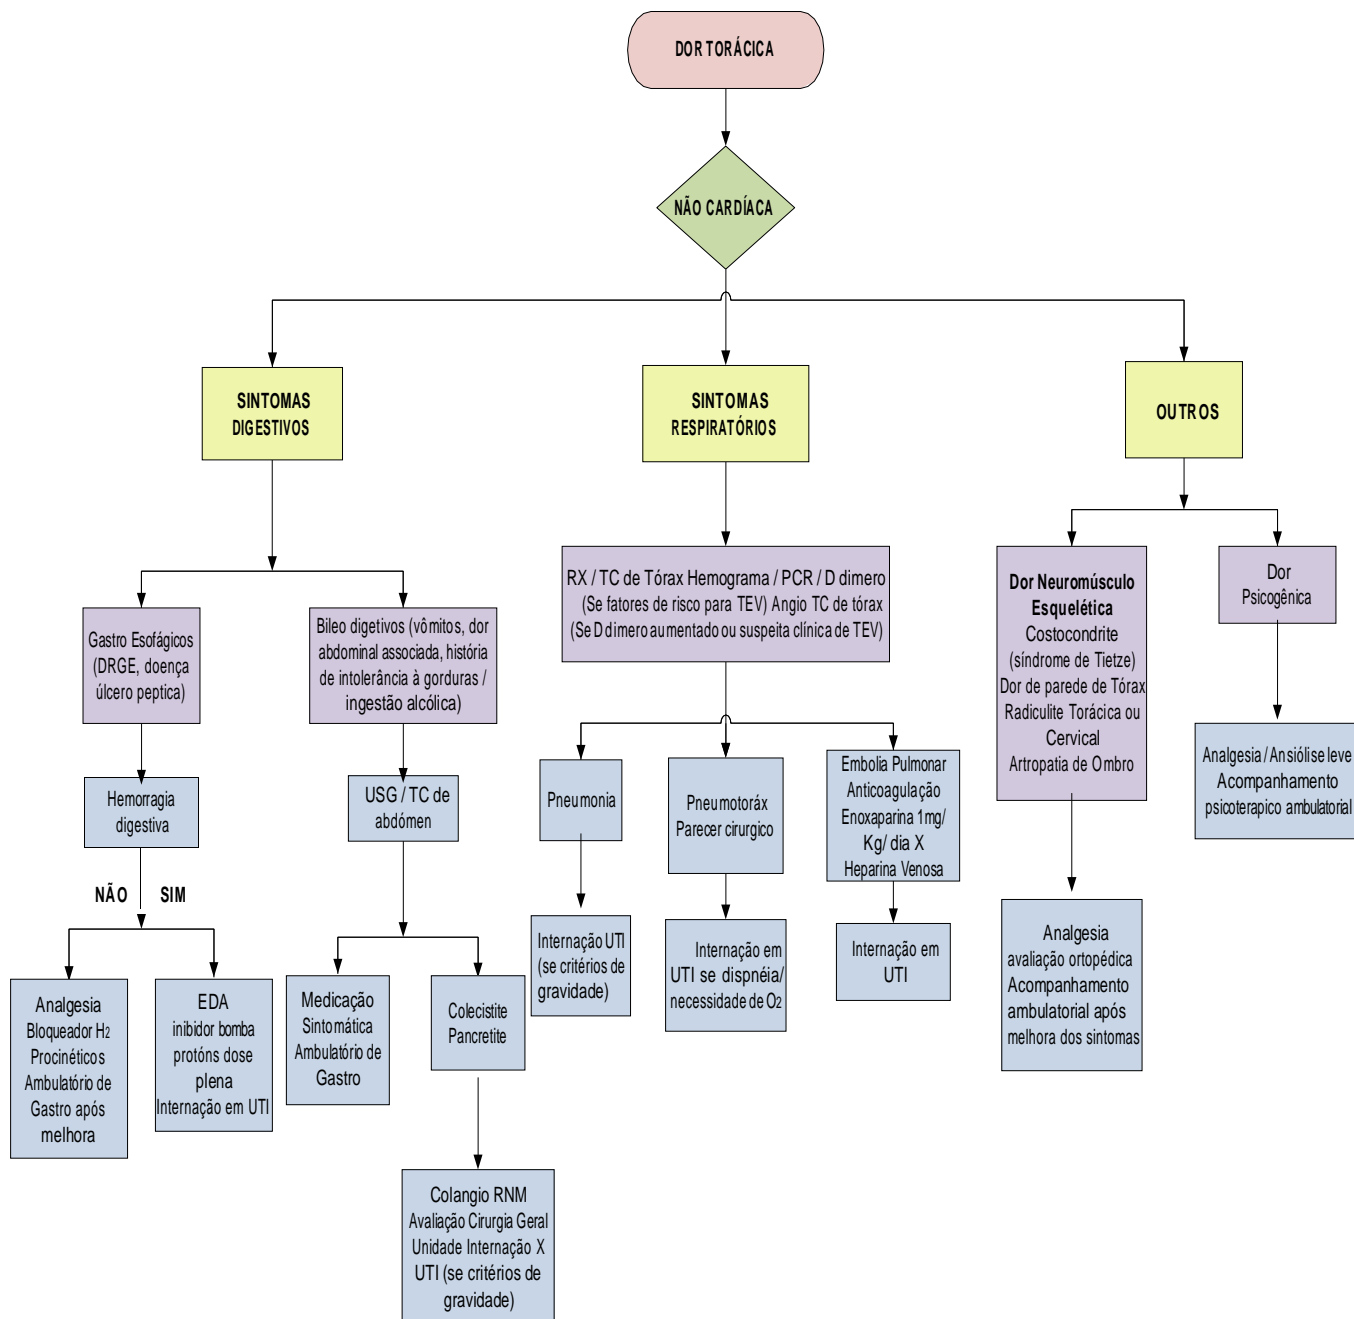 DOR TORÁCICA
NÃO CARDÍACA
SINTOMAS
DIGESTIVOS
SINTOMAS
RESPIRATÓRIOS
OUTROS
Gastro Esofágicos
(DRGE, doença
úlcero peptica)
Bileo digetivos (vômitos, dor
abdominal associada, história
de intolerância à gorduras /
ingestão alcólica)
RX / TC de Tórax Hemograma / PCR / D dimero
(Se fatores de risco para TEV) Angio TC de tórax
(Se D dimero aumentado ou suspeita clínica de TEV)
Dor Neuromúsculo
Esquelética
Costocondrite
(síndrome de Tietze)
Dor de parede de Tórax
Radiculite Torácica ou
Cervical
Artropatia de Ombro
Dor
Psicogênica
Hemorragia
digestiva
USG / TC de
abdómen
Pneumonia
Pneumotoráx
Parecer cirurgico
Embolia Pulmonar
Anticoagulação
Enoxaparina 1mg/
Kg/ dia X
Heparina Venosa
Analgesia / Ansiólise leve
Acompanhamento
psicoterapico ambulatorial
NÃO SIM
Analgesia
Bloqueador H2
Procinéticos
Ambulatório de
Gastro após
melhora
EDA
inibidor bomba
protóns dose
plena
Internação em UTI
Medicação
Sintomática
Ambulatório de
Gastro
Colecistite
Pancretite
Internação UTI
(se critérios de
gravidade)
Internação em
UTI se dispnéia/
necessidade de O2
Internação em
UTI
Analgesia
avaliação ortopédica
Acompanhamento
ambulatorial após
melhora dos sintomas
Colangio RNM
Avaliação Cirurgia Geral
Unidade Internação X
UTI (se critérios de
gravidade)